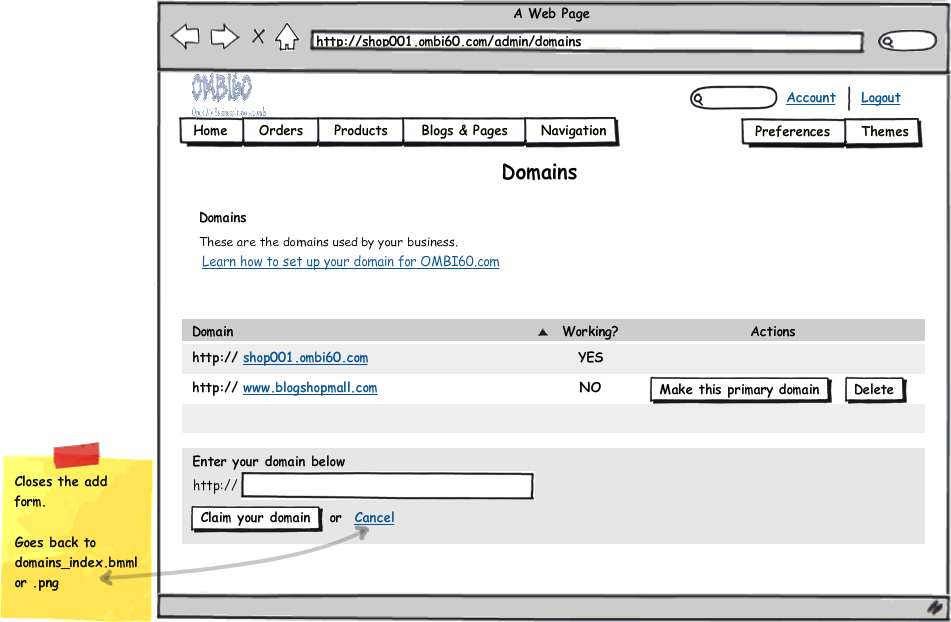 A Web Page
http://shop001.ombi60.com/admin/domains
OMBI60
Account Logout
Home Orders Products Blogs & Pages Navigation Preferences Themes
Domains
Domains
These are the domains used by your business.
Learn how to set up your domain for OMBI60.com
Domain Working? Actions
http:// shop001.ombi60.com YES
http:// www.blogshopmall.com NO Make this primary domain Delete
Enter your domain below
http://
Claim your domain or Cancel
Closes the add
form.
Goes back to
domains_index.bmml
or .png